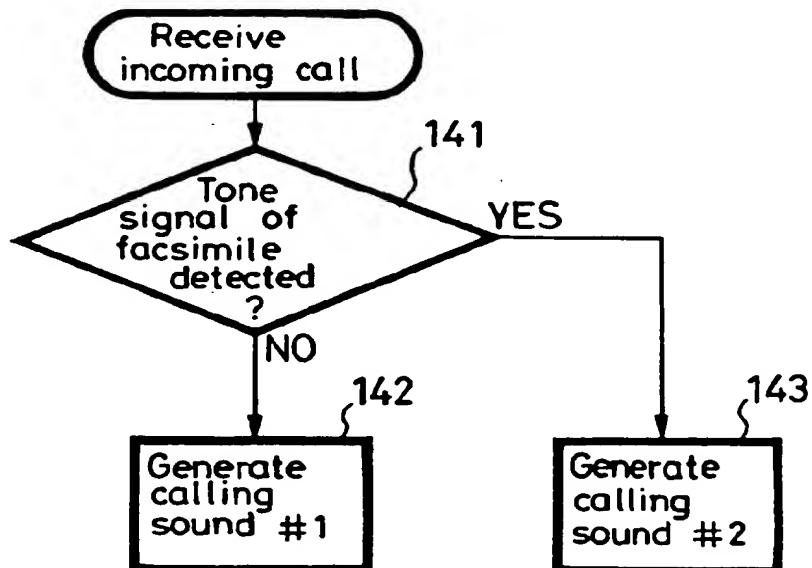 Receive
incoming call
141
Tone
signal of
facsimile
detected
?
YES
NO
142
Generate
calling
sound #1
143
Generate
calling
sound #2